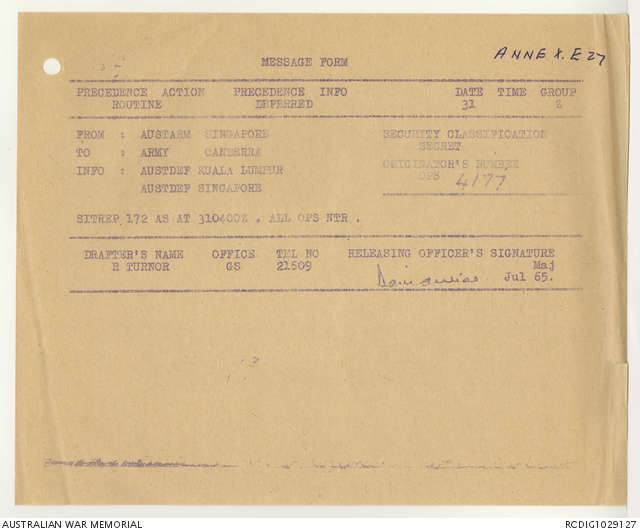 ANNEX. E27
MESSAGE FORM
PRECEDENCE ACTION PRECEDENCE INFO DATE TIME GROUP
ROUTINE DEFERRED 31 Z
FROM : AUSTARM SINGAPORE SECURITY CLASSIFICATION
TO : ARMY CANBERRA SECRET
INFO : AUSTDEF KUALA LUMPUR ORIGINATOR'S NUMBER
AUSTDEF SINGAPORE OPS 4177
SITREP 172 AS AT 310400Z . ALL OPS NTR .
DRAFTER'S NAME OFFICE TEL NO RELEASING OFFICER'S SIGNATURE
R TURNOR GS 21609 Maj
Jul 65.
AUSTRALIAN WAR MEMORIAL RCDIG1029127